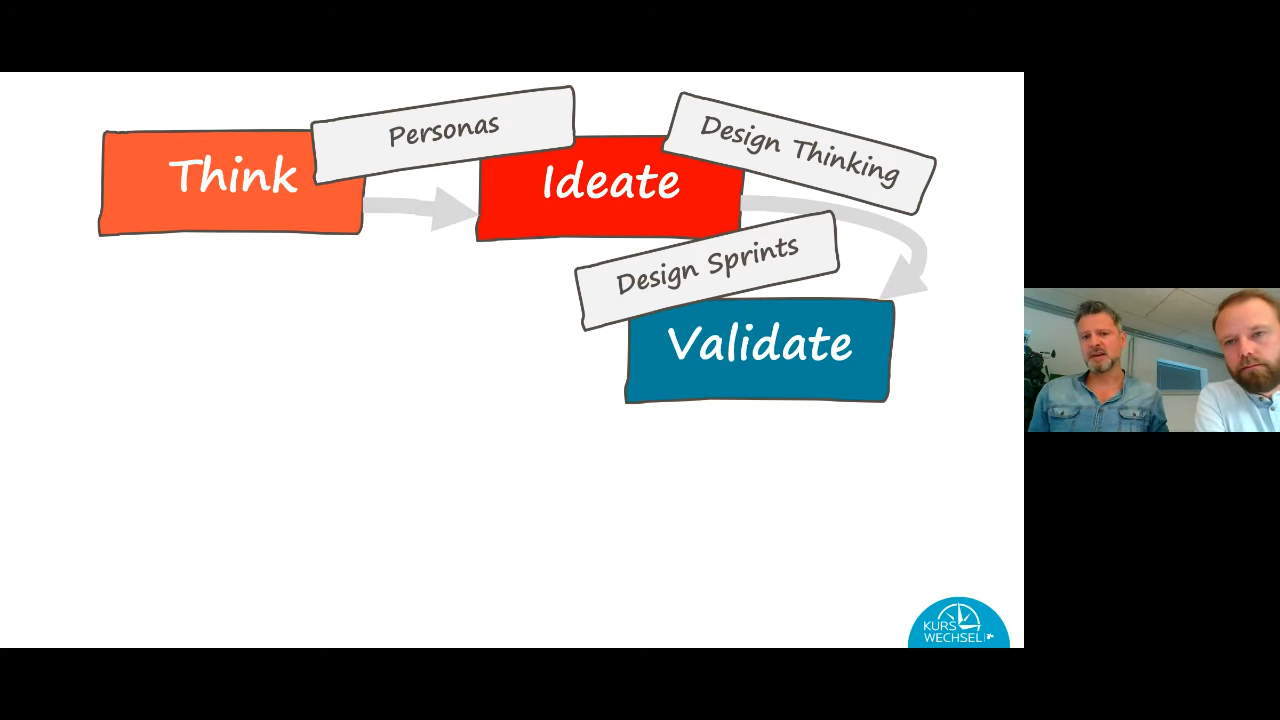 Personas
Design Thinking
Think
Ideate
Design Sprints
Validate
KURS
WECHSEL